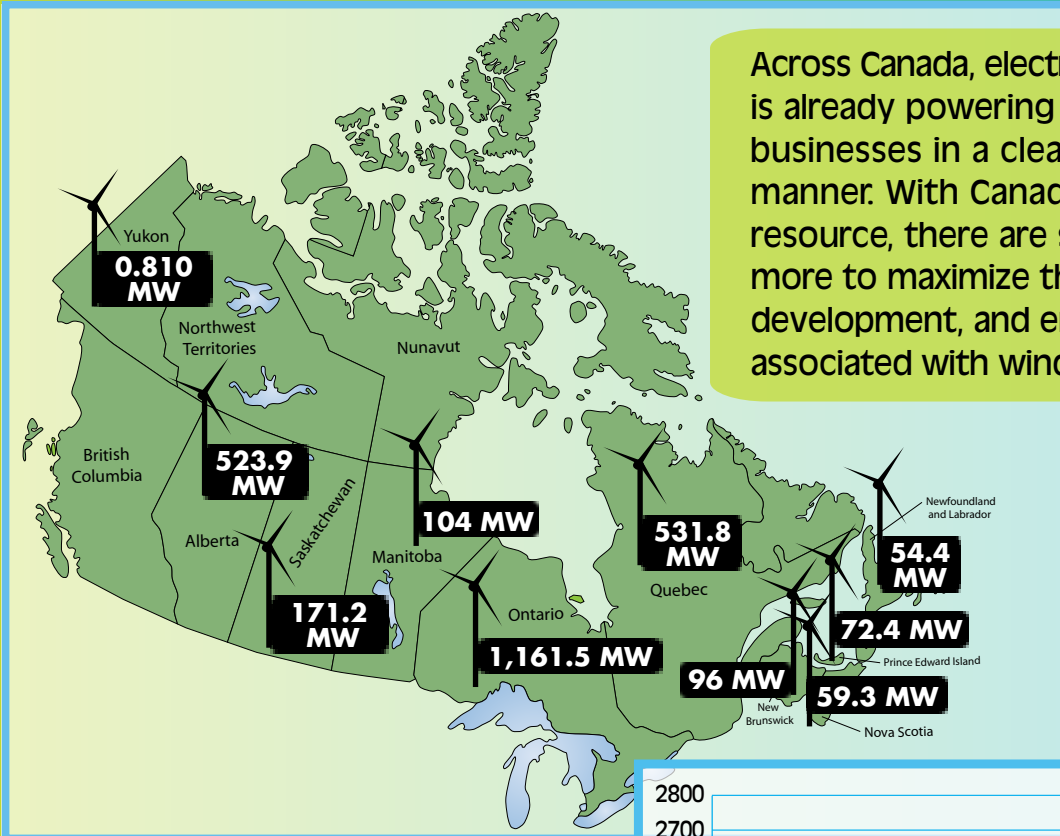 Across Canada, electr
is already powering
businesses in a clea
manner. With Canad
resource, there are s
more to maximize th
development, and e
associated with wind
Yukon
0.810
MW
Northwest
Territories
Nunavut
British
Columbia
523.9
MW
Alberta
Saskatchewan
171.2
MW
104 MW
Manitoba
Ontario
1,161.5 MW
531.8
MW
Quebec
Newfoundland
and Labrador
54.4
MW
72.4 MW
Prince Edward Island
96 MW
New
Brunswick
59.3 MW
Nova Scotia
2800
2700